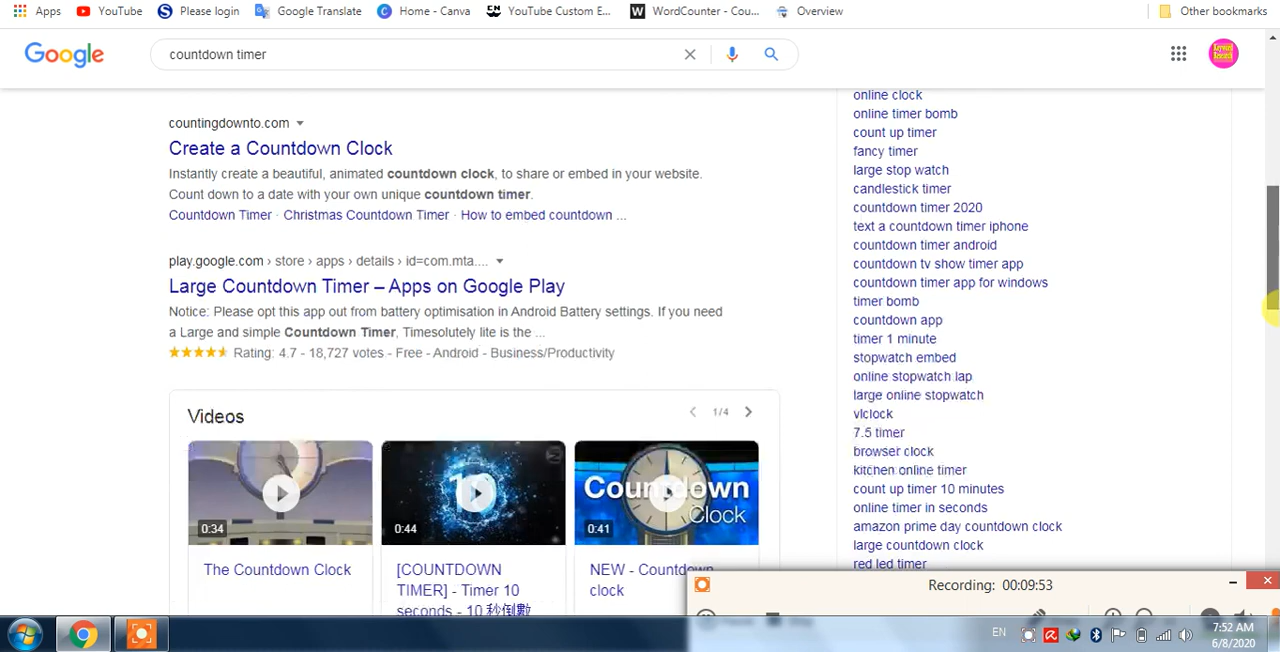 Apps YouTube Please login Google Translate Home - Canva YouTube Custom E... WordCounter - Cou... Overview Other bookmarks
Google countdown timer
countingdownto.com
Create a Countdown Clock
Instantly create a beautiful, animated countdown clock, to share or embed in your website.
Count down to a date with your own unique countdown timer.
Countdown Timer · Christmas Countdown Timer · How to embed countdown ...
play.google.com › store › apps › details › id=com.mta....
Large Countdown Timer – Apps on Google Play
Notice: Please opt this app out from battery optimisation in Android Battery settings. If you need
a Large and simple Countdown Timer, Timesolutely lite is the ...
Rating: 4.7 - 18,727 votes - Free - Android - Business/Productivity
Videos
1/4
0:34
10
0:44
Countdown
Clock
0:41
The Countdown Clock
[COUNTDOWN
TIMER] - Timer 10
seconds - 10 秒倒數
NEW - Countdown
clock
online clock
online timer bomb
count up timer
fancy timer
large stop watch
candlestick timer
countdown timer 2020
text a countdown timer iphone
countdown timer android
countdown tv show timer app
countdown timer app for windows
timer bomb
countdown app
timer 1 minute
stopwatch embed
online stopwatch lap
large online stopwatch
vlclock
7.5 timer
browser clock
kitchen online timer
count up timer 10 minutes
online timer in seconds
amazon prime day countdown clock
large countdown clock
red led timer
Recording: 00:09:53
EN
7:52 AM
6/8/2020